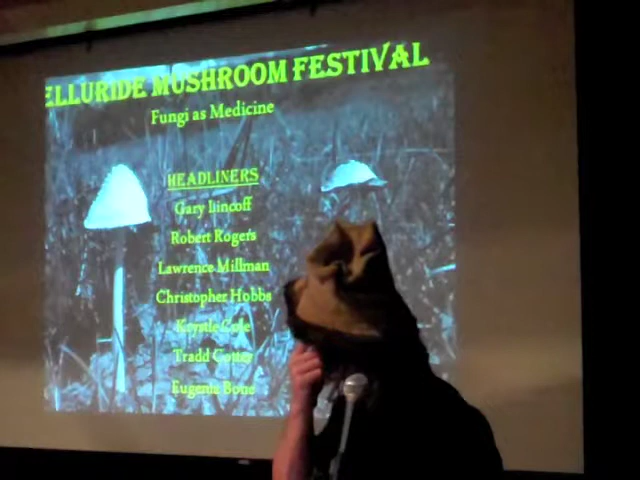 ELLURIDE MUSHROOM FESTIVAL
Fungi as Medicine
HEADLINERS
Gary Lincoff
Robert Rogers
Lawrence Millman
Christopher Hobbs
Krystle Cole
Tradd Cotter
Eugenia Bone